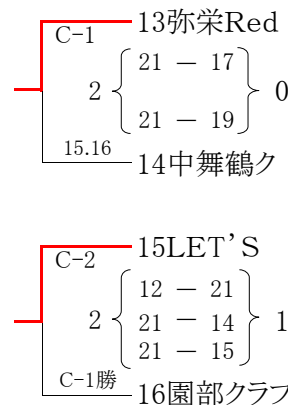 13弥栄Red
C-1
21 － 17
2 0
21 － 19
15.16
14中舞鶴ク
15LET'S
C-2
12 － 21
2 21 － 14 1
21 － 15
C-1勝
16園部クラブ